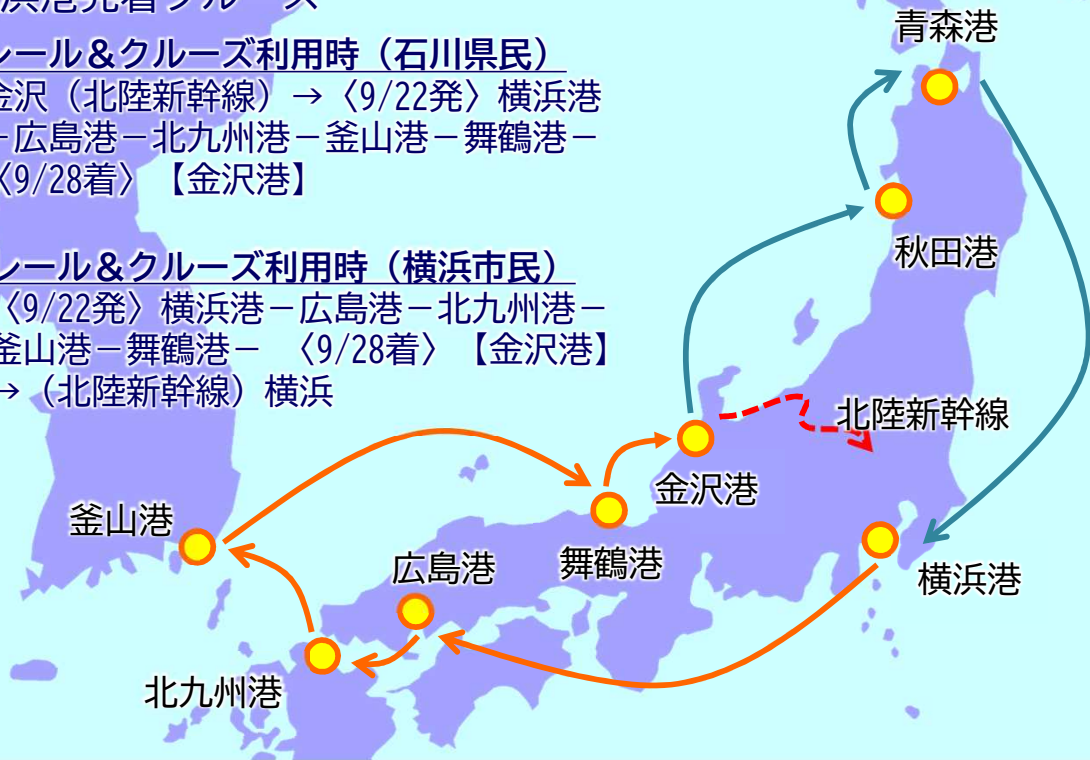 浜港発着クルーズ
レール＆クルーズ利用時（石川県民）
金沢（北陸新幹線）→〈9/22発〉横浜港
－広島港－北九州港－釜山港－舞鶴港－
〈9/28着〉【金沢港】
レール＆クルーズ利用時（横浜市民）
〈9/22発〉横浜港－広島港－北九州港－
釜山港－舞鶴港－　〈9/28着〉【金沢港】
→（北陸新幹線）横浜
青森港
秋田港
北陸新幹線
金沢港
釜山港
広島港
舞鶴港
横浜港
北九州港